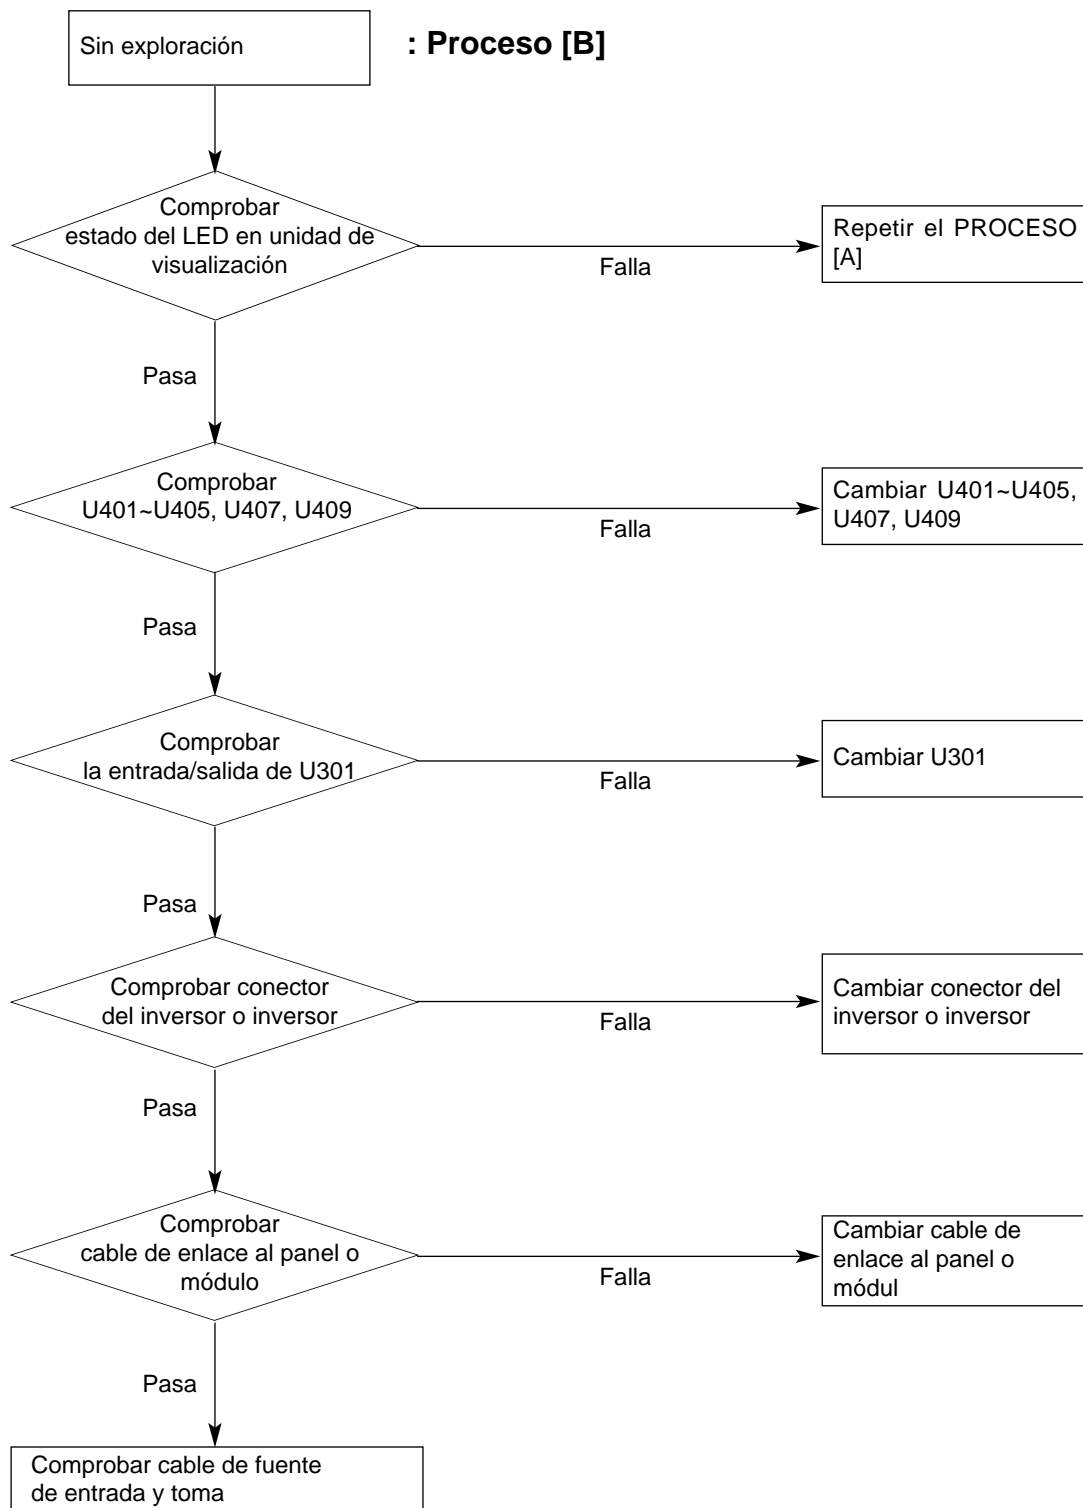 Sin exploración
: Proceso [B]
Comprobar
estado del LED en unidad de
visualización
Falla
Repetir el PROCESO
[A]
Pasa
Comprobar
U401~U405, U407, U409
Falla
Cambiar U401~U405,
U407, U409
Pasa
Comprobar
la entrada/salida de U301
Falla
Cambiar U301
Pasa
Comprobar conector
del inversor o inversor
Falla
Cambiar conector del
inversor o inversor
Pasa
Comprobar
cable de enlace al panel o
módulo
Falla
Cambiar cable de
enlace al panel o
módul
Pasa
Comprobar cable de fuente
de entrada y toma